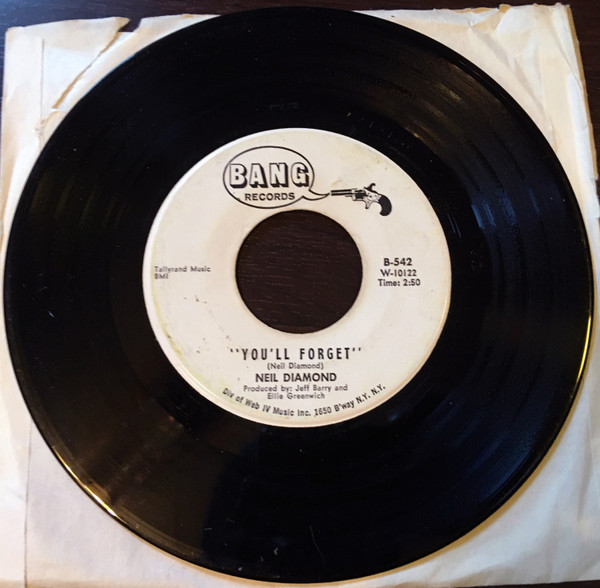 BANG
RECORDS
Tallyrand Music
BMI
B-542
W-10122
Time: 2:50
"YOU'LL FORGET"
(Neil Diamond)
NEIL DIAMOND
Produced by: Jeff Barry and
Ellie Greenwich
Div of Web IV Music Inc. 1650 B'way N.Y. N.Y.